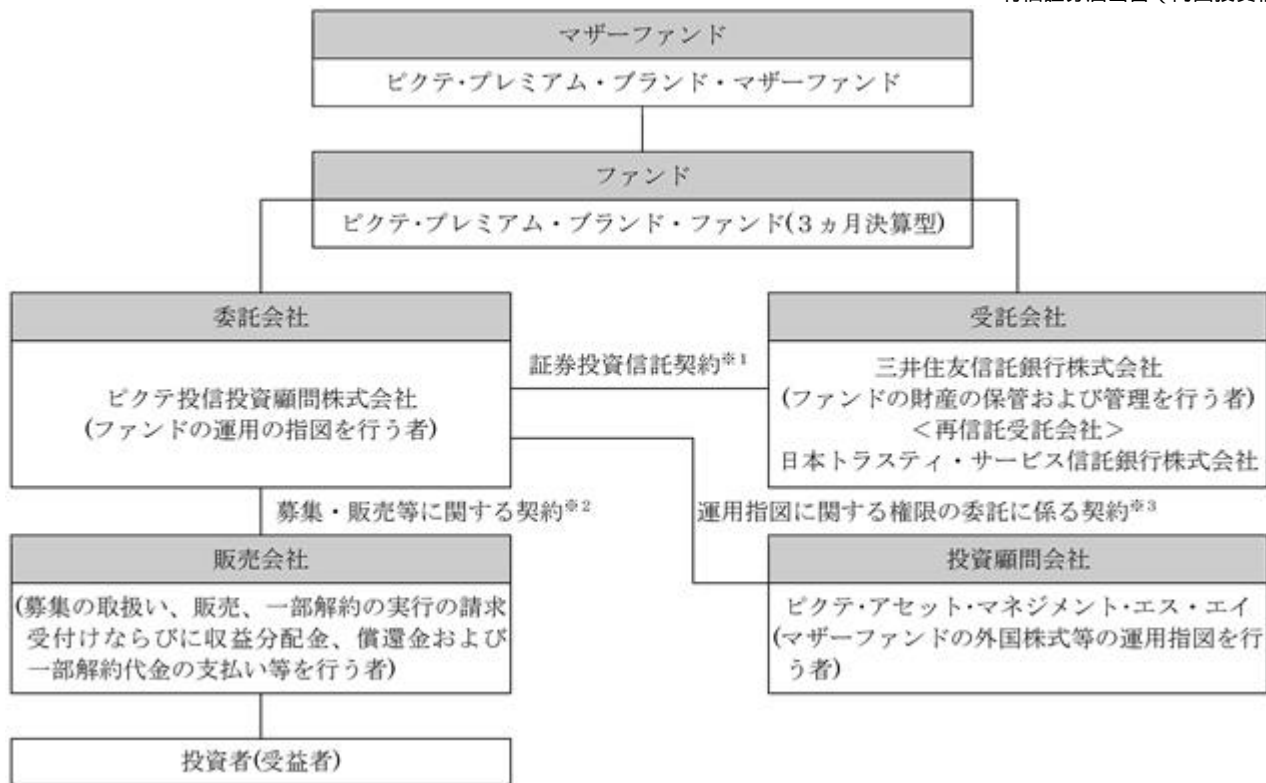 マザーファンド
ピクテ・プレミアム・ブランド・マザーファンド
ファンド
ピクテ・プレミアム・ブランド・ファンド(3ヵ月決算型)
委託会社
ピクテ投信投資顧問株式会社
(ファンドの運用の指図を行う者)
証券投資信託契約※1
受託会社
三井住友信託銀行株式会社
(ファンドの財産の保管および管理を行う者)
＜再信託受託会社＞
日本トラスティ・サービス信託銀行株式会社
募集・販売等に関する契約※2
運用指図に関する権限の委託に係る契約※3
販売会社
(募集の取扱い、販売、一部解約の実行の請求
受付けならびに収益分配金、償還金および
一部解約代金の支払い等を行う者)
投資顧問会社
ピクテ・アセット・マネジメント・エス・エイ
(マザーファンドの外国株式等の運用指図を行
う者)
投資者(受益者)